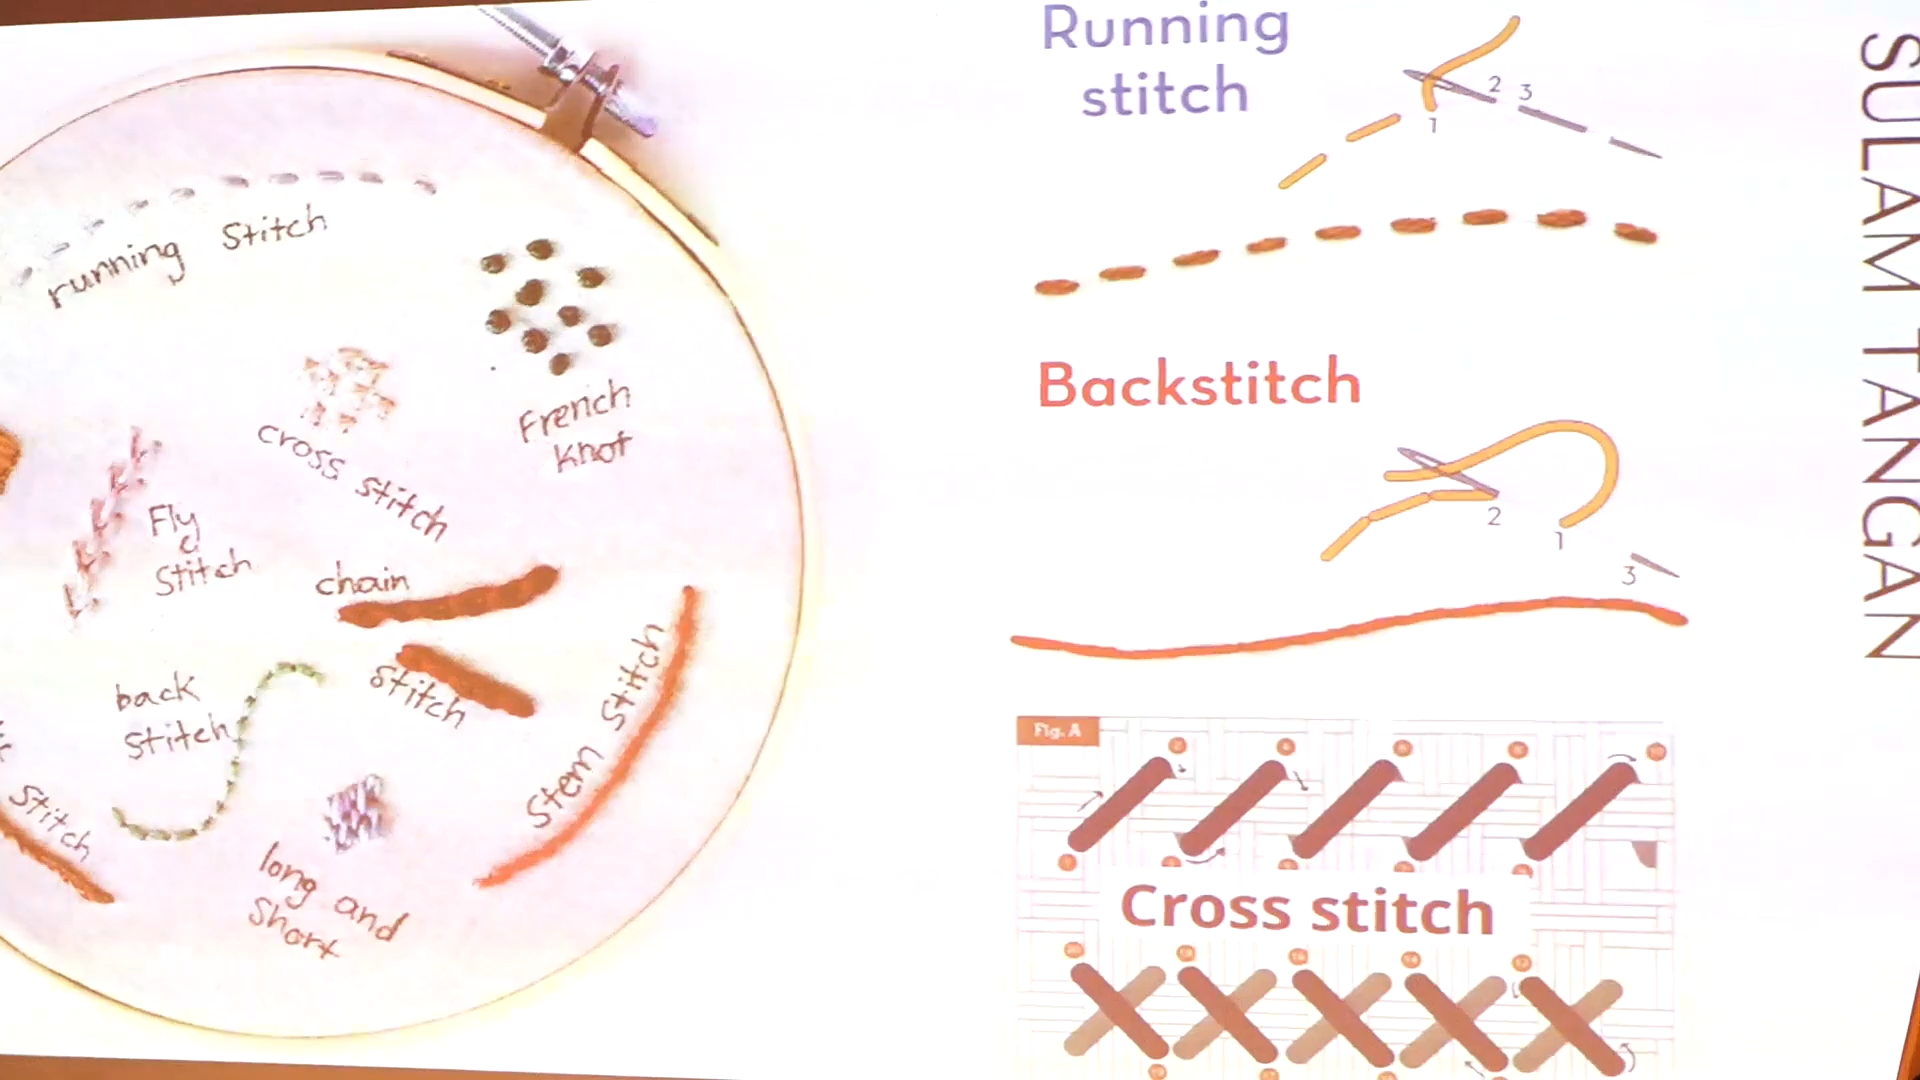 running Stitch
French
Knot
cross stitch
Fly
Stitch
chain
stitch
back
stitch
Stem Stitch
Stitch
long and
Short
Running
stitch
1
2
3
Backstitch
2
1
3
Fig. A
Cross stitch
SULAM TANGAN